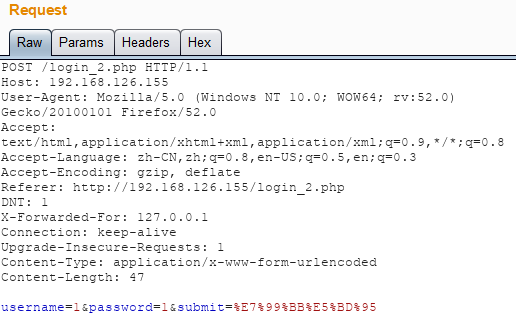 Request
Raw Params Headers Hex
POST /login_2.php HTTP/1.1
Host: 192.168.126.155
User-Agent: Mozilla/5.0 (Windows NT 10.0; WOW64; rv:52.0)
Gecko/20100101 Firefox/52.0
Accept:
text/html,application/xhtml+xml,application/xml;q=0.9,*/*;q=0.8
Accept-Language: zh-CN,zh;q=0.8,en-US;q=0.5,en;q=0.3
Accept-Encoding: gzip, deflate
Referer: http://192.168.126.155/login_2.php
DNT: 1
X-Forwarded-For: 127.0.0.1
Connection: keep-alive
Upgrade-Insecure-Requests: 1
Content-Type: application/x-www-form-urlencoded
Content-Length: 47
username=1&password=1&submit=%E7%99%BB%E5%BD%95